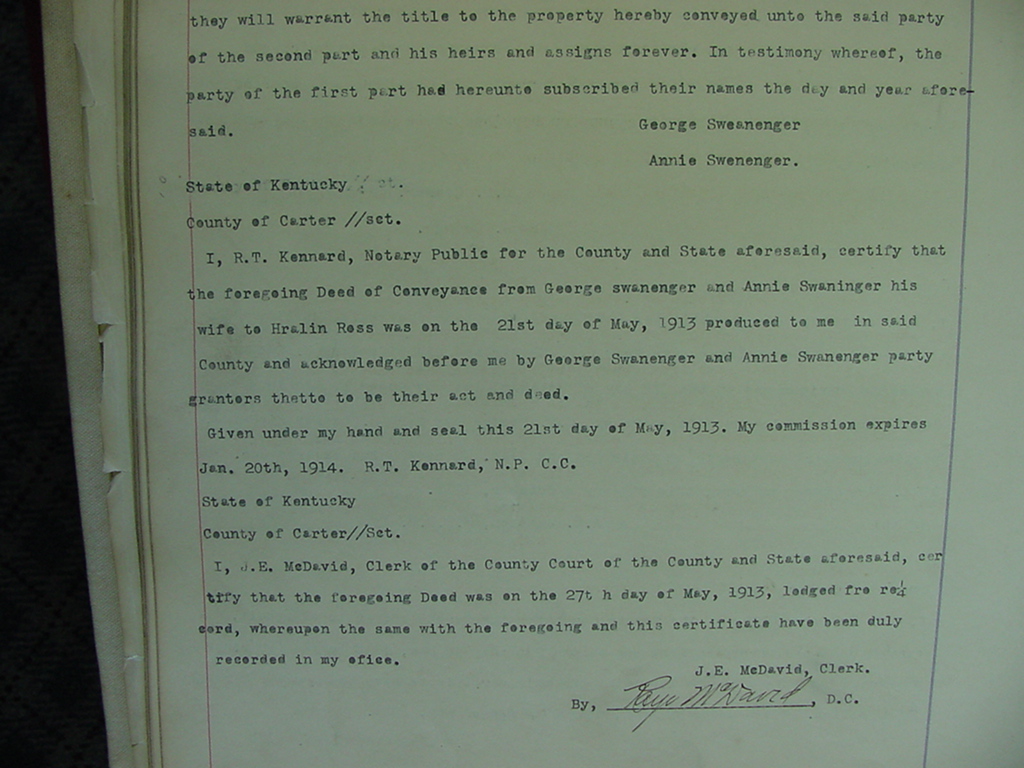 they will warrant the title to the property hereby conveyed unto the said party
of the second part and his heirs and assigns forever. In testimony whereof, the
party of the first part had hereunto subscribed their names the day and year afore-
said.
George Sweanenger
Annie Swenenger.
State of Kentucky
County of Carter //sct.
I, R.T. Kennard, Notary Public for the County and State aforesaid, certify that
the foregoing Deed of Conveyance from George swanenger and Annie Swaninger his
wife to Hralin Ross was on the 21st day of May, 1913 produced to me in said
County and acknowledged before me by George Swanenger and Annie Swanenger party
grantors thetto to be their act and deed.
Given under my hand and seal this 21st day of May, 1913. My commission expires
Jan. 20th, 1914. R.T. Kennard, N.P. C.C.
State of Kentucky
County of Carter//Sct.
I, J.E. McDavid, Clerk of the County Court of the County and State aforesaid, cer
tify that the foregoing Deed was on the 27t h day of May, 1913, lodged fro re
cord, whereupon the same with the foregoing and this certificate have been duly
recorded in my ofice.
J.E. McDavid, Clerk.
By, McDavid, D.C.